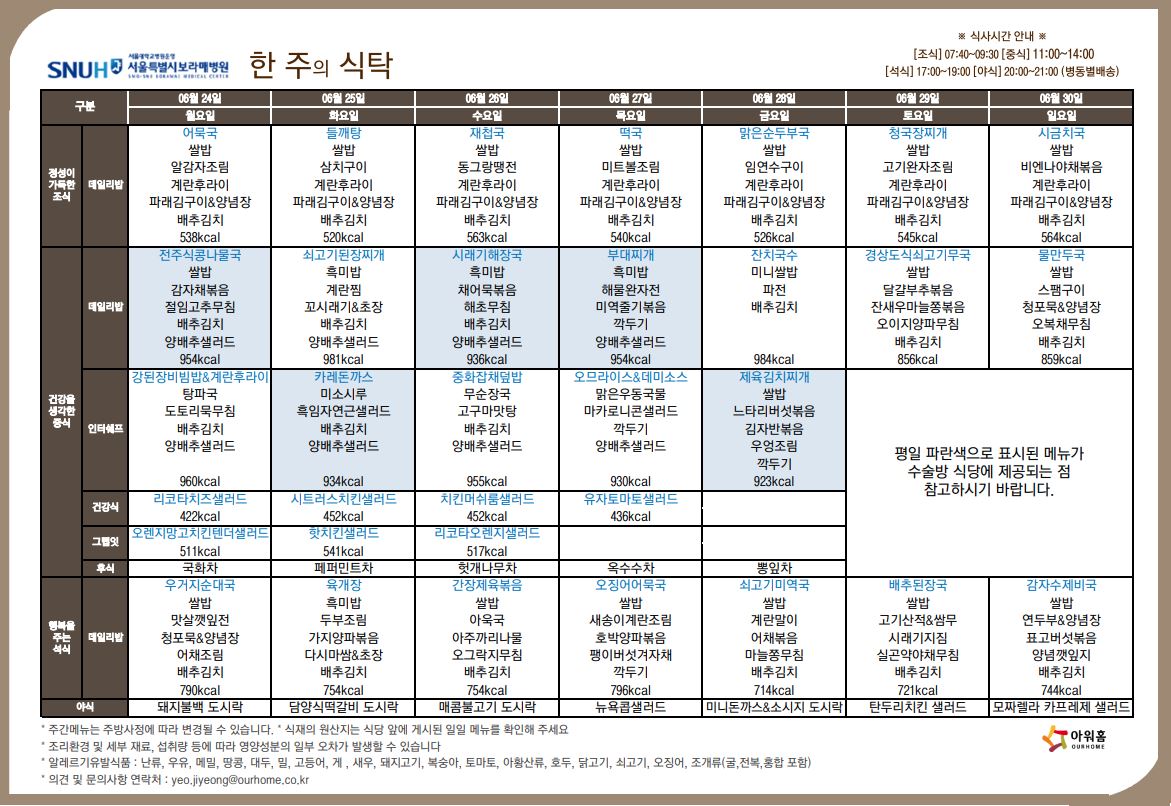 서울대학교병원운영
SNUH 서울특별시보라매병원
SMG-SNU BORAMAE MEDICAL CENTER
한 주의 식탁
※ 식사시간 안내 ※
[조식] 07:40~09:30 [중식] 11:00~14:00
[석식] 17:00~19:00 [야식] 20:00~21:00 (병동별배송)
구분 06월 24일 06월 25일 06월 26일 06월 27일 06월 28일 06월 29일 06월 30일
월요일 화요일 수요일 목요일 금요일 토요일 일요일
정성이
가득한
조식
데일리밥
어묵국 들깨탕 재첩국 떡국 맑은순두부국 청국장찌개 시금치국
쌀밥 쌀밥 쌀밥 쌀밥 쌀밥 쌀밥 쌀밥
알감자조림 삼치구이 동그랑땡전 미트볼조림 임연수구이 고기완자조림 비엔나야채볶음
계란후라이 계란후라이 계란후라이 계란후라이 계란후라이 계란후라이 계란후라이
파래김구이&양념장 파래김구이&양념장 파래김구이&양념장 파래김구이&양념장 파래김구이&양념장 파래김구이&양념장 파래김구이&양념장
배추김치 배추김치 배추김치 배추김치 배추김치 배추김치 배추김치
538kcal 520kcal 563kcal 540kcal 526kcal 545kcal 564kcal
건강을
생각한
중식
데일리밥
전주식콩나물국 쇠고기된장찌개 시래기해장국 부대찌개 잔치국수 경상도식쇠고기무국 물만두국
쌀밥 흑미밥 흑미밥 흑미밥 미니쌀밥 쌀밥 쌀밥
감자채볶음 계란찜 채어묵볶음 해물완자전 파전 달걀부추볶음 스팸구이
절임고추무침 꼬시래기&초장 해초무침 미역줄기볶음 배추김치 잔새우마늘쫑볶음 청포묵&양념장
배추김치 배추김치 배추김치 깍두기 오이지양파무침 오복채무침
양배추샐러드 양배추샐러드 양배추샐러드 양배추샐러드 배추김치 배추김치
954kcal 981kcal 936kcal 954kcal 984kcal 856kcal 859kcal
인터쉐프
강된장비빔밥&계란후라이 카레돈까스 중화잡채덮밥 오므라이스&데미소스 제육김치찌개
탕파국 미소시루 무순장국 맑은우동국물 쌀밥
도토리묵무침 흑임자연근샐러드 고구마맛탕 마카로니콘샐러드 느타리버섯볶음
배추김치 배추김치 배추김치 깍두기 김자반볶음
양배추샐러드 양배추샐러드 양배추샐러드 양배추샐러드 우엉조림
깍두기
960kcal 934kcal 955kcal 930kcal 923kcal
평일 파란색으로 표시된 메뉴가
수술방 식당에 제공되는 점
참고하시기 바랍니다.
건강식
리코타치즈샐러드 시트러스치킨샐러드 치킨머쉬룸샐러드 유자토마토샐러드
422kcal 452kcal 452kcal 436kcal
그랩잇
오렌지망고치킨텐더샐러드 핫치킨샐러드 리코타오렌지샐러드
511kcal 541kcal 517kcal
후식 국화차 페퍼민트차 헛개나무차 옥수수차 뽕잎차
행복을
주는
석식
데일리밥
우거지순대국 육개장 간장제육볶음 오징어어묵국 쇠고기미역국 배추된장국 감자수제비국
쌀밥 흑미밥 쌀밥 쌀밥 쌀밥 쌀밥 쌀밥
맛살깻잎전 두부조림 아욱국 새송이계란조림 계란말이 고기산적&쌈무 연두부&양념장
청포묵&양념장 가지양파볶음 아주까리나물 호박양파볶음 어채볶음 시래기지짐 표고버섯볶음
어채조림 다시마쌈&초장 오그락지무침 팽이버섯겨자채 마늘쫑무침 실곤약야채무침 양념깻잎지
배추김치 배추김치 배추김치 깍두기 배추김치 배추김치 배추김치
790kcal 754kcal 754kcal 796kcal 714kcal 721kcal 744kcal
야식 돼지불백 도시락 담양식떡갈비 도시락 매콤불고기 도시락 뉴욕콥샐러드 미니돈까스&소시지 도시락 탄두리치킨 샐러드 모짜렐라 카프레제 샐러드
* 주간메뉴는 주방사정에 따라 변경될 수 있습니다. * 식재의 원산지는 식당 앞에 게시된 일일 메뉴를 확인해 주세요
* 조리환경 및 세부 재료, 섭취량 등에 따라 영양성분의 일부 오차가 발생할 수 있습니다
* 알레르기유발식품 : 난류, 우유, 메밀, 땅콩, 대두, 밀, 고등어, 게 , 새우, 돼지고기, 복숭아, 토마토, 아황산류, 호두, 닭고기, 쇠고기, 오징어, 조개류(굴,전복,홍합 포함)
* 의견 및 문의사항 연락처 : yeo.jiyeong@ourhome.co.kr
아워홈
OURHOME